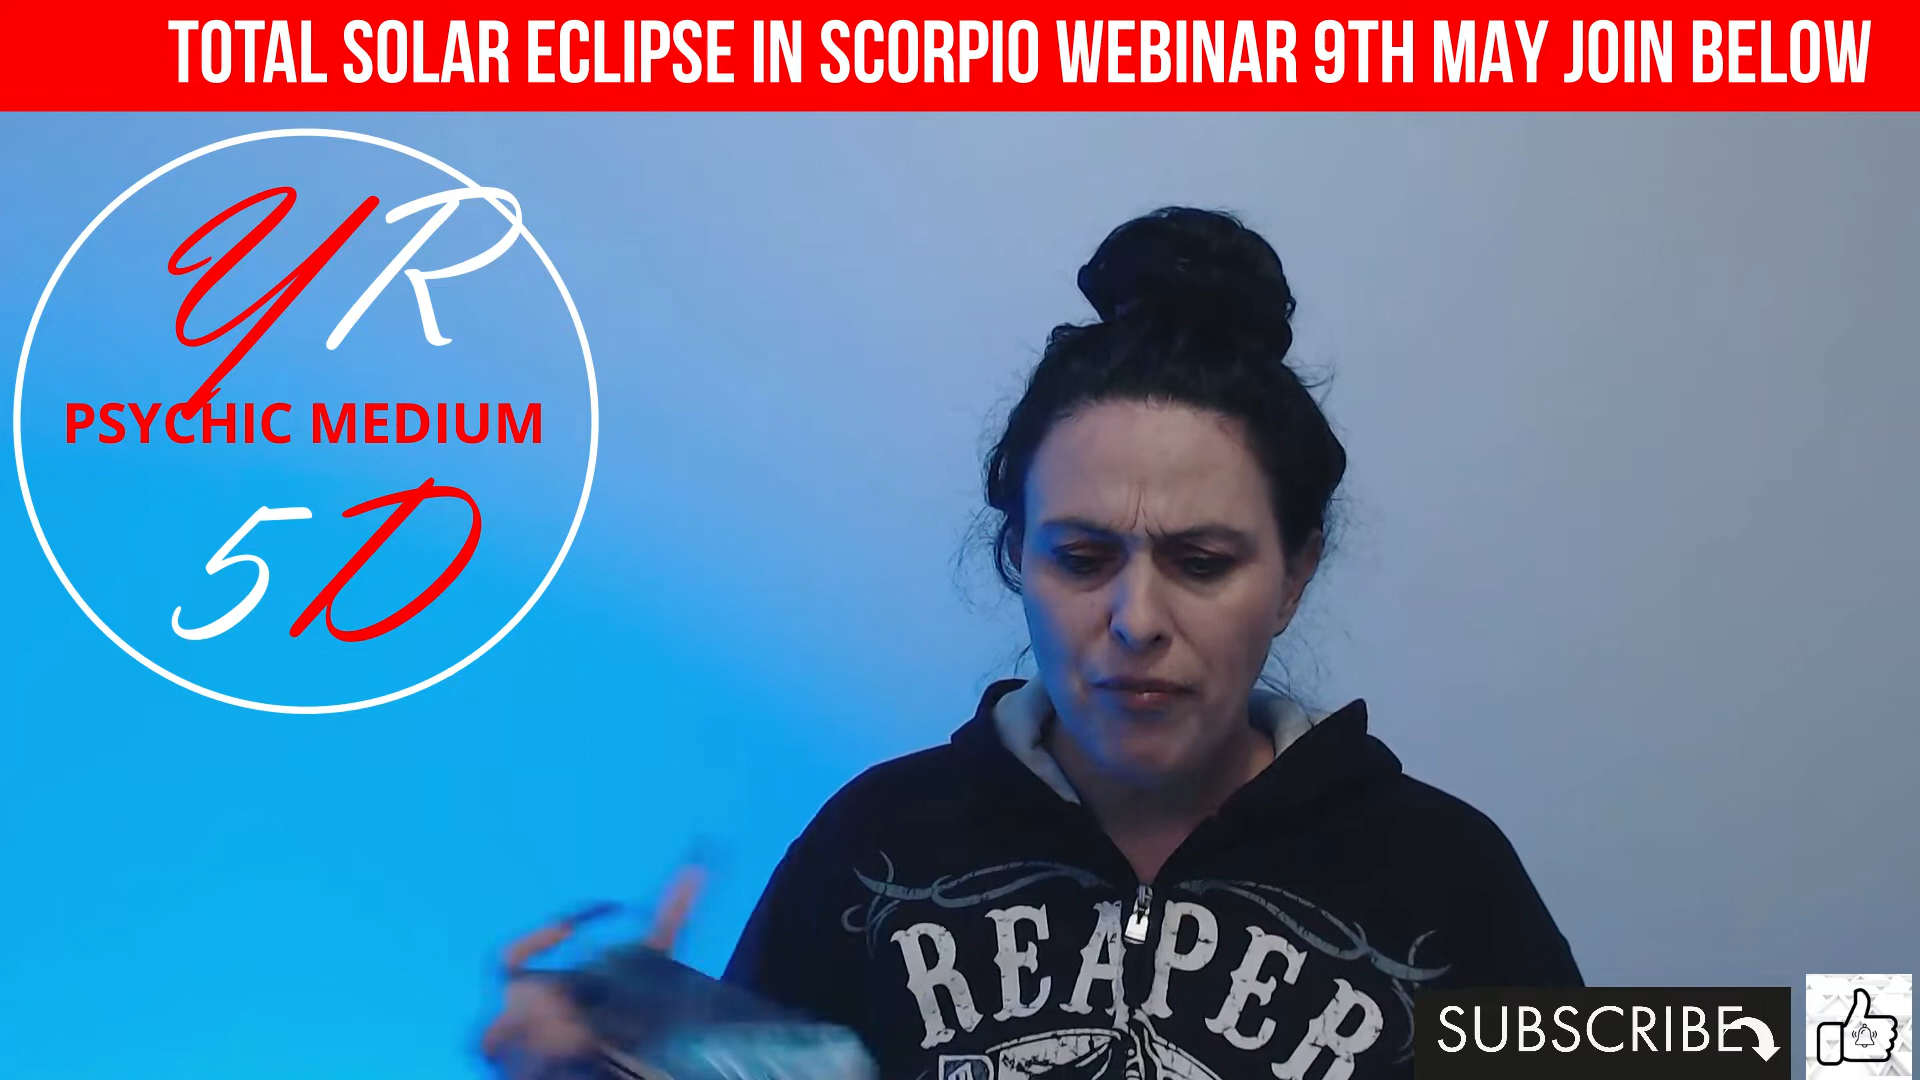 TOTAL SOLAR ECLIPSE IN SCORPIO WEBINAR 9TH MAY JOIN BELOW
YR
PSYCHIC MEDIUM
5D
REAPER
SUBSCRIBE